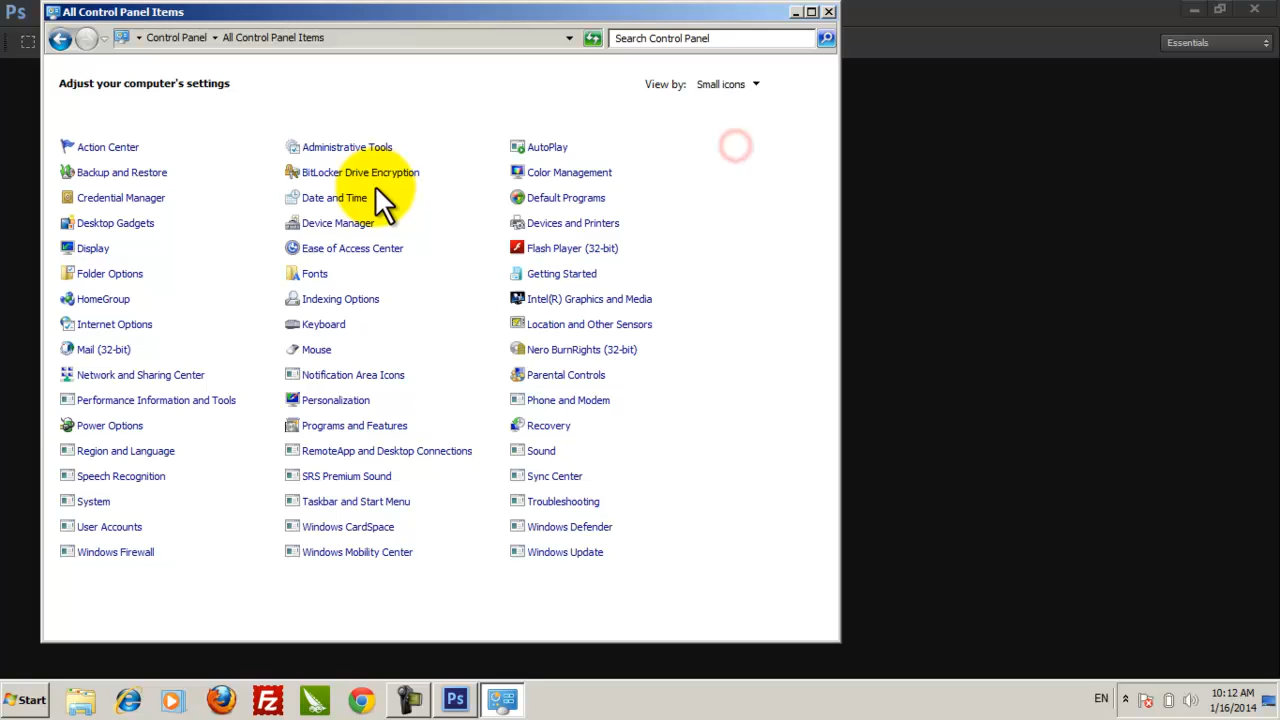 Ps
All Control Panel Items
Control Panel All Control Panel Items
Search Control Panel
Essentials
Adjust your computer's settings
View by: Small icons
Action Center Administrative Tools AutoPlay
Backup and Restore BitLocker Drive Encryption Color Management
Credential Manager Date and Time Default Programs
Desktop Gadgets Device Manager Devices and Printers
Display Ease of Access Center Flash Player (32-bit)
Folder Options Fonts Getting Started
HomeGroup Indexing Options Intel(R) Graphics and Media
Internet Options Keyboard Location and Other Sensors
Mail (32-bit) Mouse Nero BurnRights (32-bit)
Network and Sharing Center Notification Area Icons Parental Controls
Performance Information and Tools Personalization Phone and Modem
Power Options Programs and Features Recovery
Region and Language RemoteApp and Desktop Connections Sound
Speech Recognition SRS Premium Sound Sync Center
System Taskbar and Start Menu Troubleshooting
User Accounts Windows CardSpace Windows Defender
Windows Firewall Windows Mobility Center Windows Update
Start
Fz
Ps
EN
10:12 AM
1/16/2014